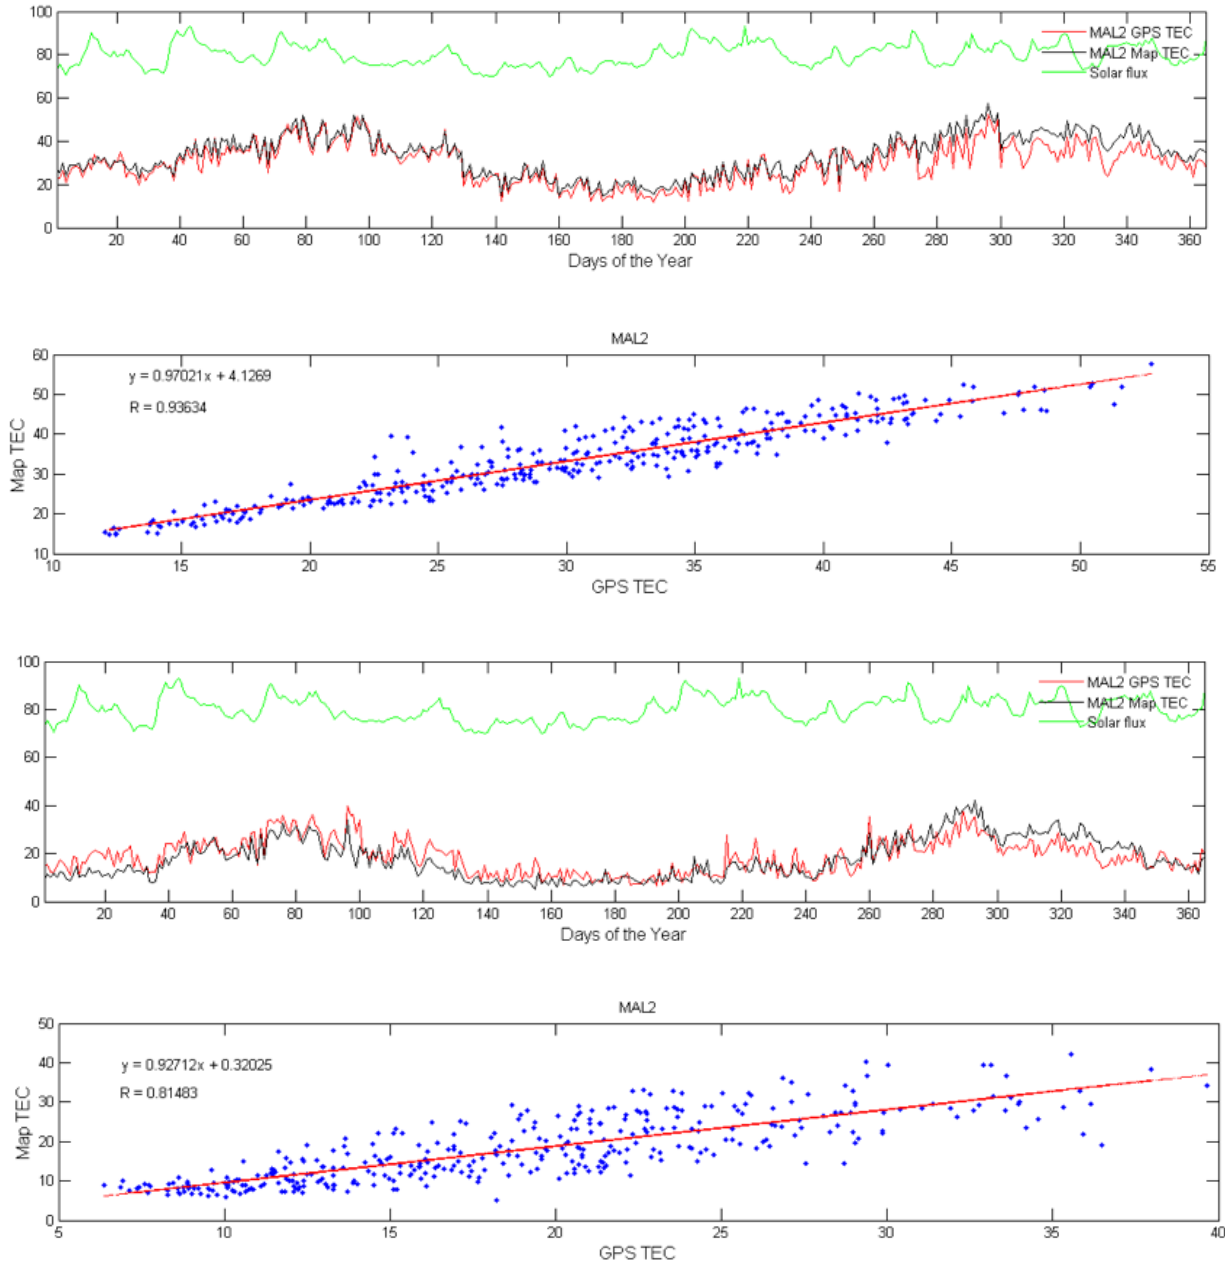 100
80
60
40
20
0
MAL2 GPS TEC
MAL2 Map TEC
Solar flux
20 40 60 80 100 120 140 160 180 200 220 240 260 280 300 320 340 360
Days of the Year
MAL2
60
50
40
30
20
10
Map TEC
y = 0.97021x + 4.1269
R = 0.93634
10 15 20 25 30 35 40 45 50 55
GPS TEC
100
80
60
40
20
0
MAL2 GPS TEC
MAL2 Map TEC
Solar flux
20 40 60 80 100 120 140 160 180 200 220 240 260 280 300 320 340 360
Days of the Year
MAL2
50
40
30
20
10
0
Map TEC
y = 0.92712x + 0.32025
R = 0.81483
5 10 15 20 25 30 35 40
GPS TEC